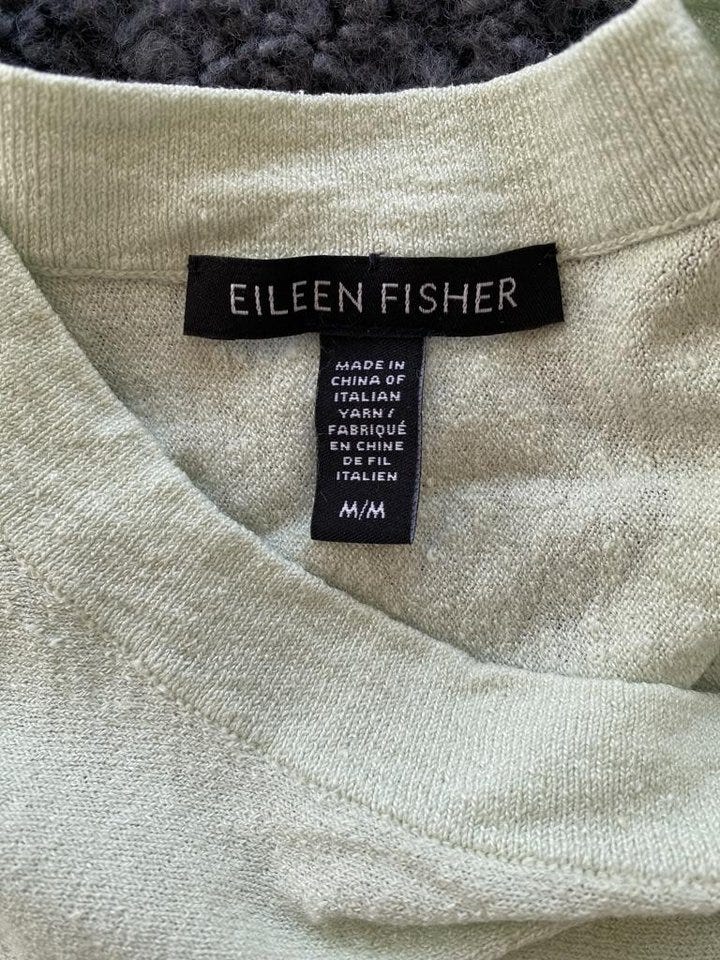 EILEEN FISHER
MADE IN
CHINA OF
ITALIAN
YARN /
FABRIQUÉ
EN CHINE
DE FIL
ITALIEN
M/M